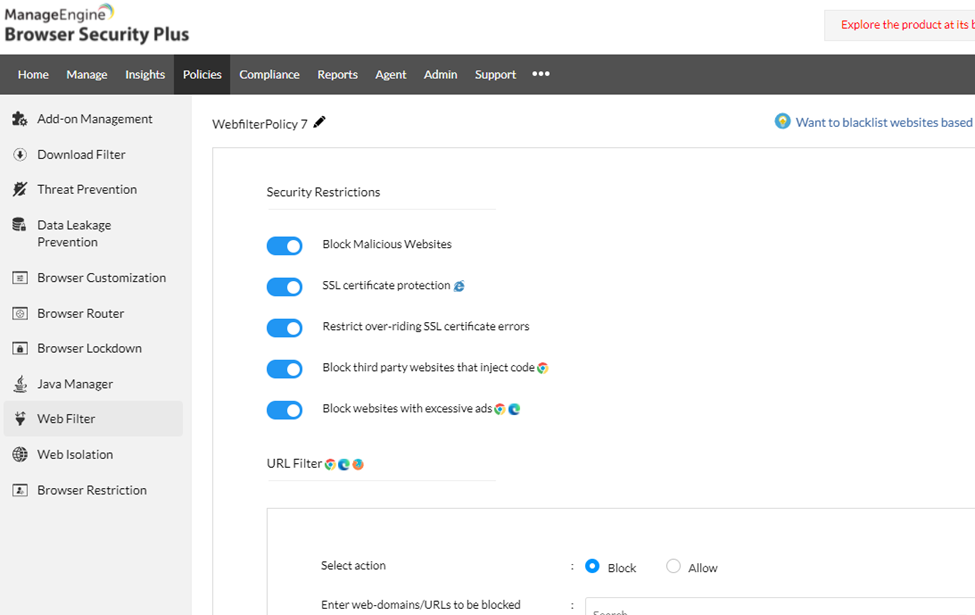 ManageEngine
Browser Security Plus
Explore the product at its b
Home Manage Insights Policies Compliance Reports Agent Admin Support •••
Add-on Management
Download Filter
Threat Prevention
Data Leakage
Prevention
Browser Customization
Browser Router
Browser Lockdown
Java Manager
Web Filter
Web Isolation
Browser Restriction
WebfilterPolicy 7
Want to blacklist websites based
Security Restrictions
Block Malicious Websites
SSL certificate protection
Restrict over-riding SSL certificate errors
Block third party websites that inject code
Block websites with excessive ads
URL Filter
Select action : Block Allow
Enter web-domains/URLs to be blocked :
Search